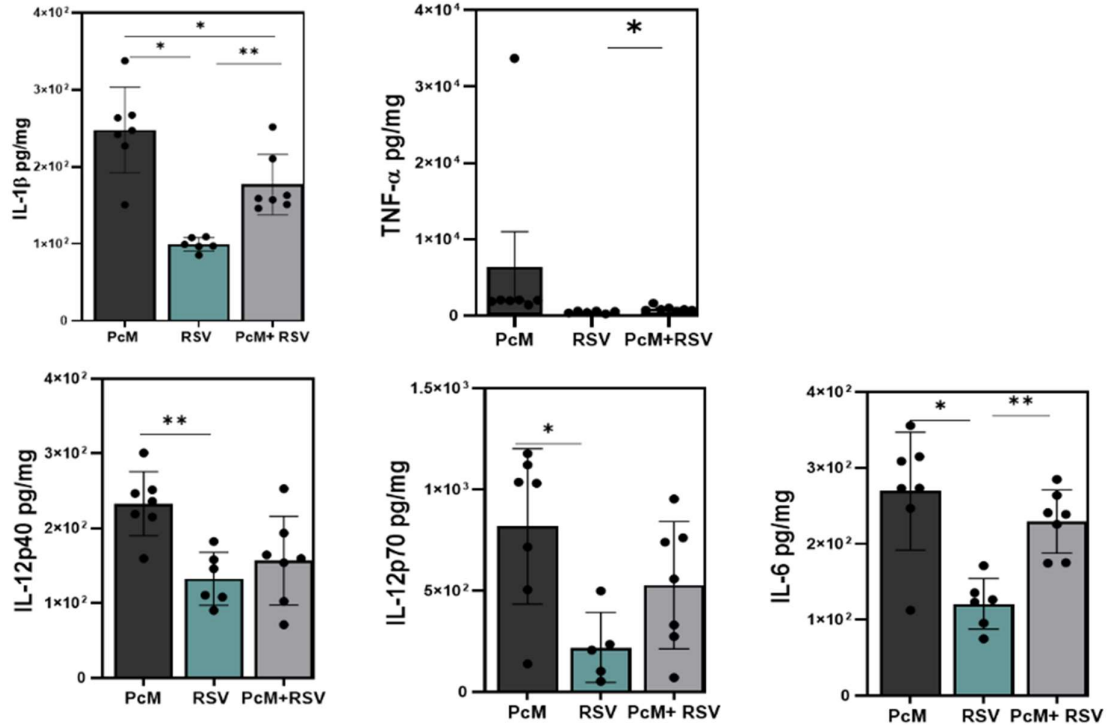 4×10²
3×10²
2×10²
1×10²
0
IL-1β pg/mg
*
*
**
PcM
RSV
PcM+ RSV
4×10⁴
3×10⁴
2×10⁴
1×10⁴
0
TNF-α pg/mg
*
PcM
RSV
PcM+RSV
4×10²
3×10²
2×10²
1×10²
0
IL-12p40 pg/mg
**
PcM
RSV
PcM+RSV
1.5×10³
1×10³
5×10²
0
IL-12p70 pg/mg
*
PcM
RSV
PcM+ RSV
4×10²
3×10²
2×10²
1×10²
0
IL-6 pg/mg
*
**
PcM
RSV
PcM+ RSV